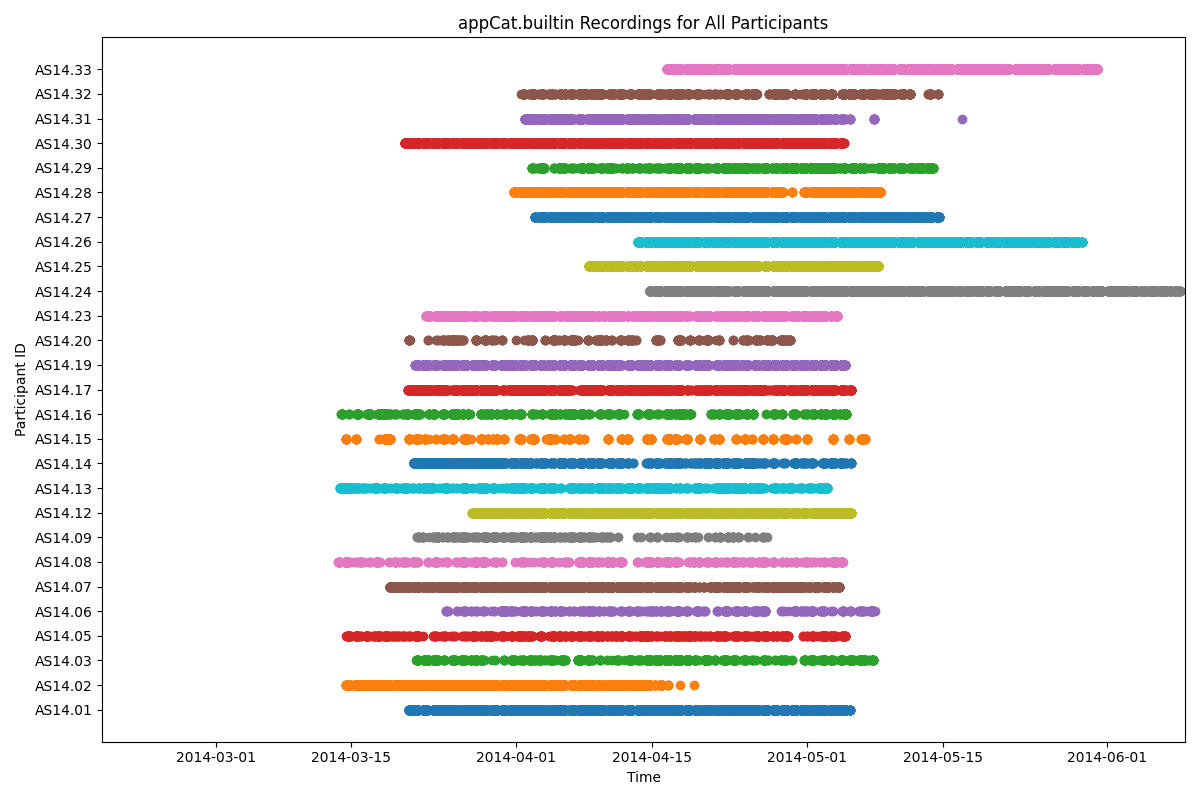 appCat.builtin Recordings for All Participants
AS14.33
AS14.32
AS14.31
AS14.30
AS14.29
AS14.28
AS14.27
AS14.26
AS14.25
AS14.24
AS14.23
AS14.20
AS14.19
AS14.17
AS14.16
AS14.15
AS14.14
AS14.13
AS14.12
AS14.09
AS14.08
AS14.07
AS14.06
AS14.05
AS14.03
AS14.02
AS14.01
Participant ID
2014-03-01 2014-03-15 2014-04-01 2014-04-15 2014-05-01 2014-05-15 2014-06-01
Time